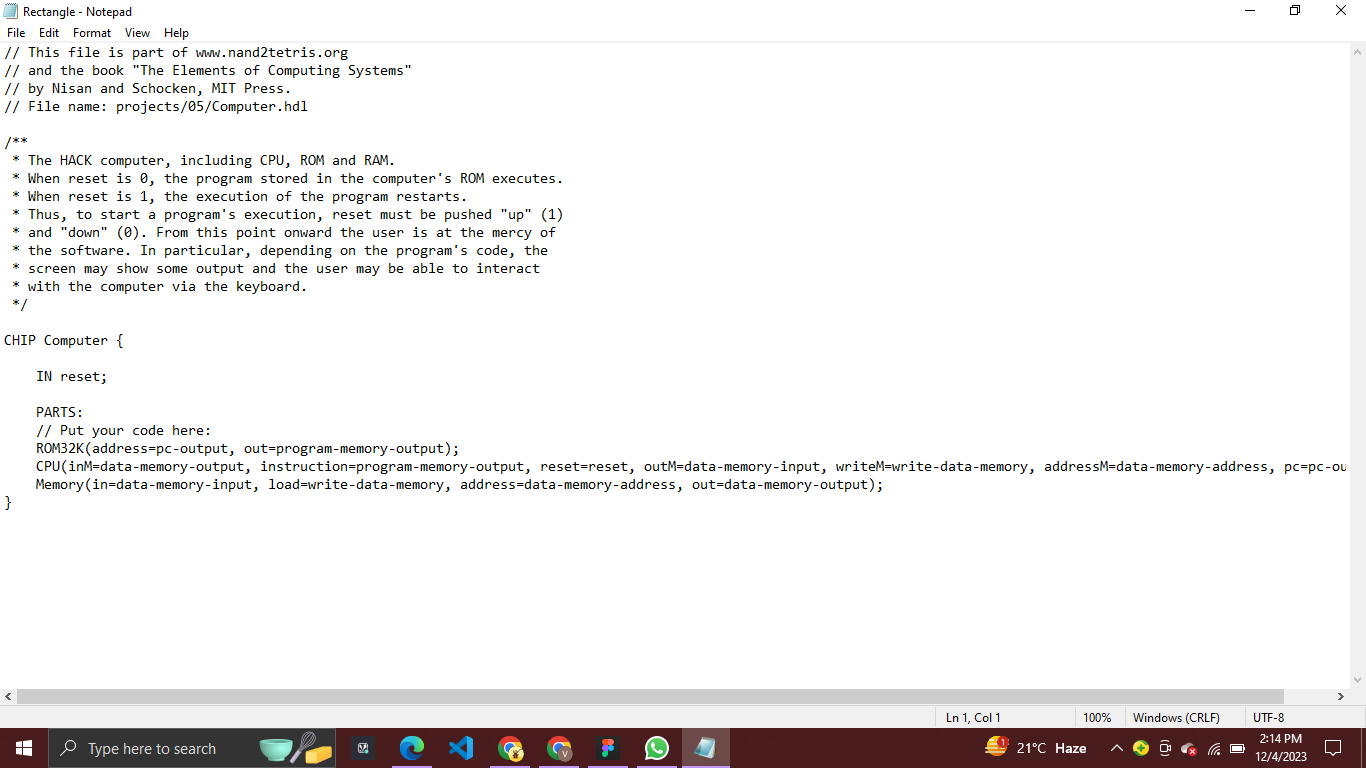 Rectangle - Notepad
File Edit Format View Help
// This file is part of www.nand2tetris.org
// and the book "The Elements of Computing Systems"
// by Nisan and Schocken, MIT Press.
// File name: projects/05/Computer.hdl
/**
* The HACK computer, including CPU, ROM and RAM.
* When reset is 0, the program stored in the computer's ROM executes.
* When reset is 1, the execution of the program restarts.
* Thus, to start a program's execution, reset must be pushed "up" (1)
* and "down" (0). From this point onward the user is at the mercy of
* the software. In particular, depending on the program's code, the
* screen may show some output and the user may be able to interact
* with the computer via the keyboard.
*/
CHIP Computer {
IN reset;
PARTS:
// Put your code here:
ROM32K(address=pc-output, out=program-memory-output);
CPU(inM=data-memory-output, instruction=program-memory-output, reset=reset, outM=data-memory-input, writeM=write-data-memory, addressM=data-memory-address, pc=pc-ou
Memory(in=data-memory-input, load=write-data-memory, address=data-memory-address, out=data-memory-output);
}
Ln 1, Col 1 100% Windows (CRLF) UTF-8
Type here to search
1 21°C Haze
2:14 PM
12/4/2023